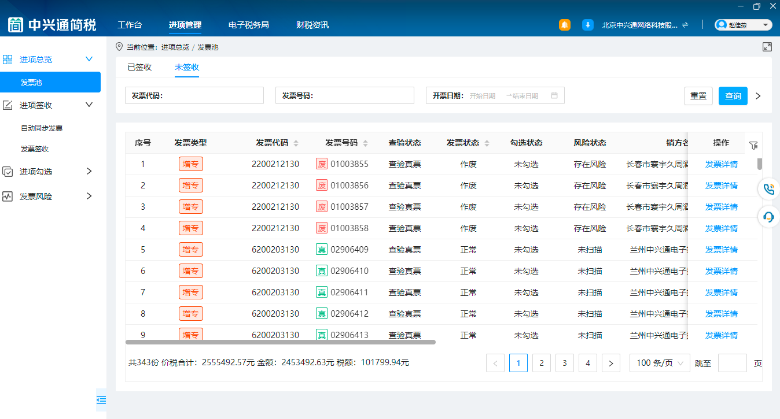 中兴通简税 工作台 进项管理 电子税务局 财税资讯 北京中兴通网络科技服...
进项总览
发票池
进项签收
自动同步发票
发票签收
进项勾选
发票风险
当前位置：进项总览 / 发票池
已签收 未签收
发票代码： 发票号码： 开票日期： 开始日期 ~结束日期 重置 查询
序号 发票类型 发票代码 发票号码 查验状态 发票状态 勾选状态 风险状态 销方名 操作
1 增专 2200212130 废 01003855 查验真票 作废 未勾选 存在风险 长春市寰宇久周酒 发票详情
2 增专 2200212130 废 01003856 查验真票 作废 未勾选 存在风险 长春市寰宇久周酒 发票详情
3 增专 2200212130 废 01003857 查验真票 作废 未勾选 存在风险 长春市寰宇久周酒 发票详情
4 增专 2200212130 废 01003858 查验真票 作废 未勾选 存在风险 长春市寰宇久周酒 发票详情
5 增专 6200203130 真 02906409 查验真票 正常 未勾选 未扫描 兰州中兴通电子 发票详情
6 增专 6200203130 真 02906410 查验真票 正常 未勾选 未扫描 兰州中兴通电子 发票详情
7 增专 6200203130 真 02906411 查验真票 正常 未勾选 未扫描 兰州中兴通电子 发票详情
8 增专 6200203130 真 02906412 查验真票 正常 未勾选 未扫描 兰州中兴通电子 发票详情
9 增专 6200203130 真 02906413 查验真票 正常 未勾选 未扫描 兰州中兴通电子 发票详情
共343份 价税合计：2555492.57元 金额：2453492.63元 税额：101799.94元 1 2 3 4 100 条/页 跳至 页